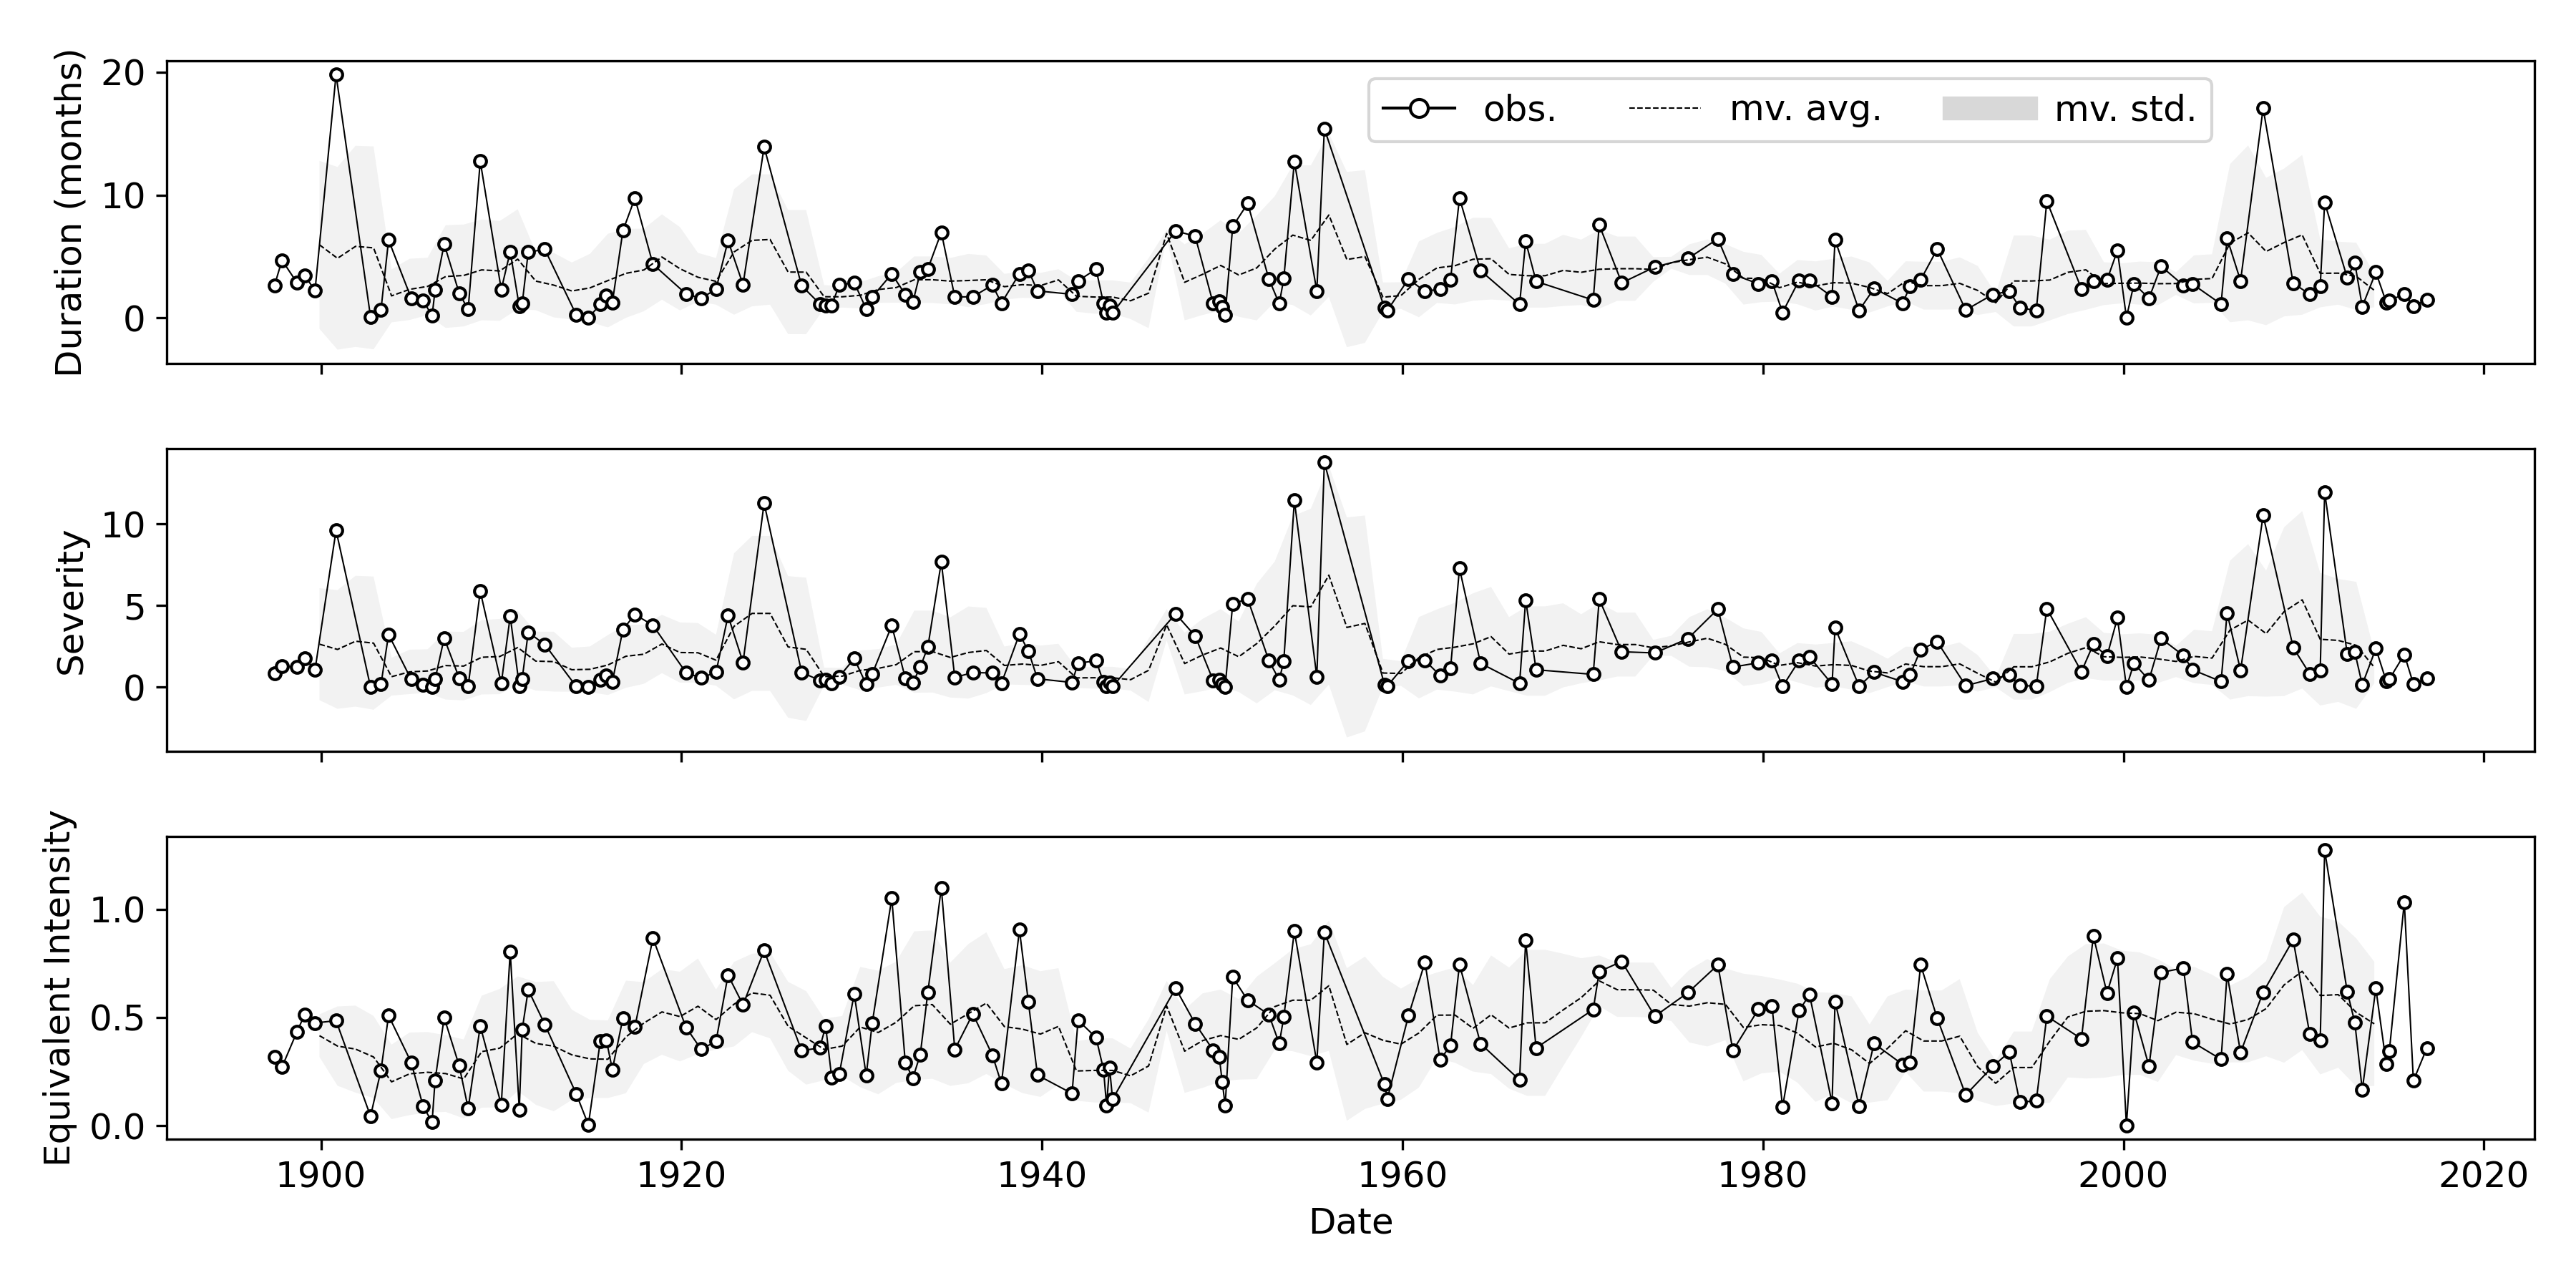 Duration (months)
20
10
0
obs.
mv. avg.
mv. std.
Severity
10
5
0
Equivalent Intensity
1.0
0.5
0.0
1900 1920 1940 1960 1980 2000 2020
Date